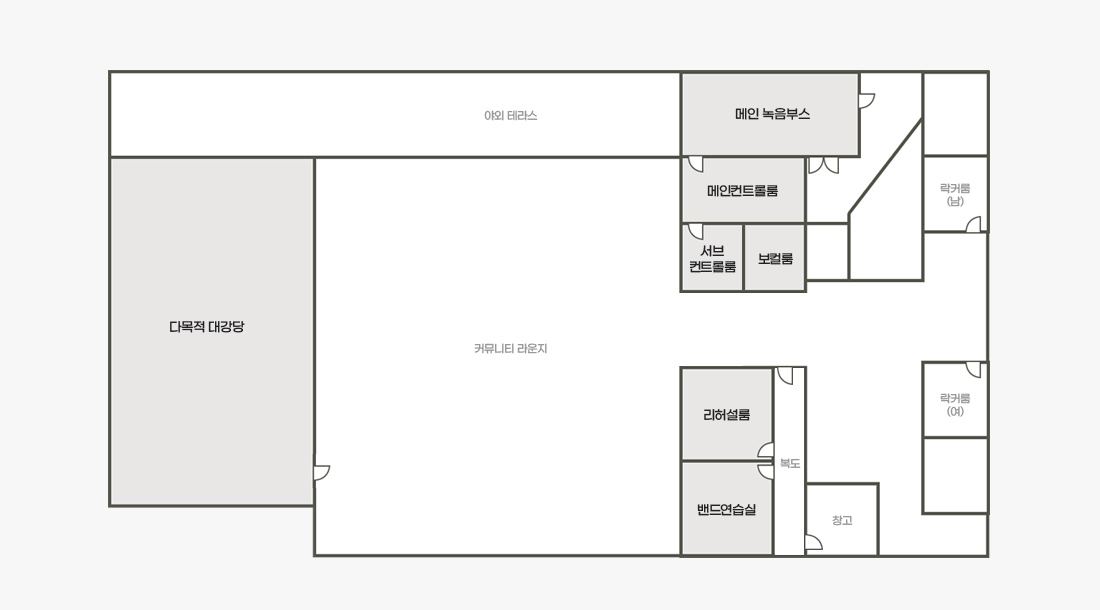 야외 테라스
메인 녹음부스
메인컨트롤룸
락커룸
(남)
서브
컨트롤룸
보컬룸
다목적 대강당
커뮤니티 라운지
락커룸
(여)
리허설룸
복도
밴드연습실
창고